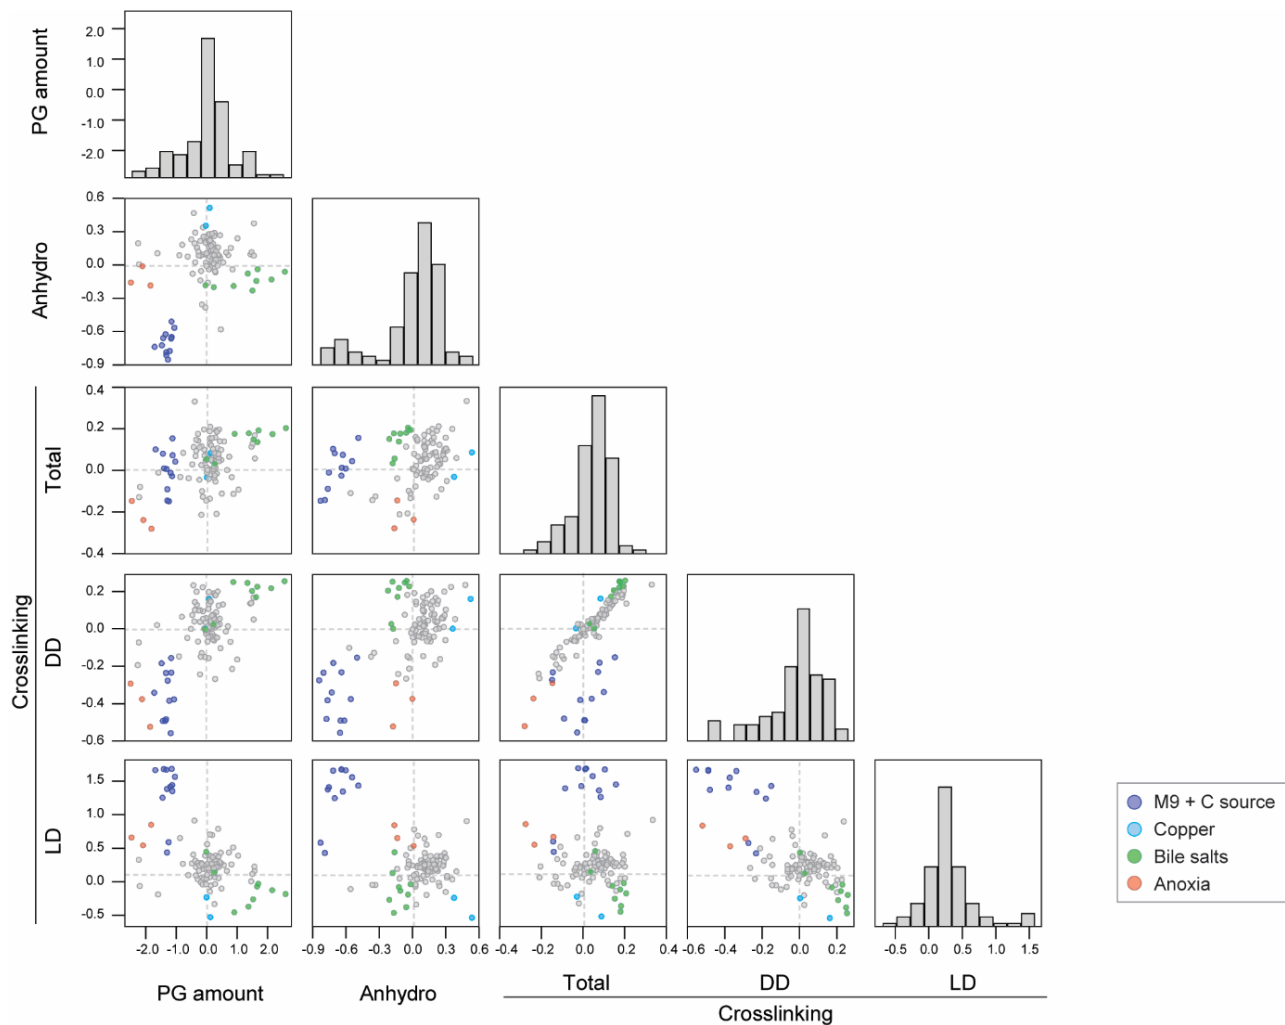 PG amount
2.0
1.0
0.0
-1.0
-2.0
Anhydro
0.6
0.3
0.0
-0.3
-0.6
-0.9
Crosslinking
Total
0.4
0.2
0.0
-0.2
-0.4
DD
0.2
0.0
-0.2
-0.4
-0.6
LD
1.5
1.0
0.5
0.0
-0.5
M9 + C source
Copper
Bile salts
Anoxia
-2.0 -1.0 0.0 1.0 2.0
-0.9 -0.6 -0.3 0.0 0.3 0.6
-0.4 -0.2 0.0 0.2 0.4
-0.6 -0.4 -0.2 0.0 0.2
-0.5 0.0 0.5 1.0 1.5
PG amount
Anhydro
Total
DD
LD
Crosslinking